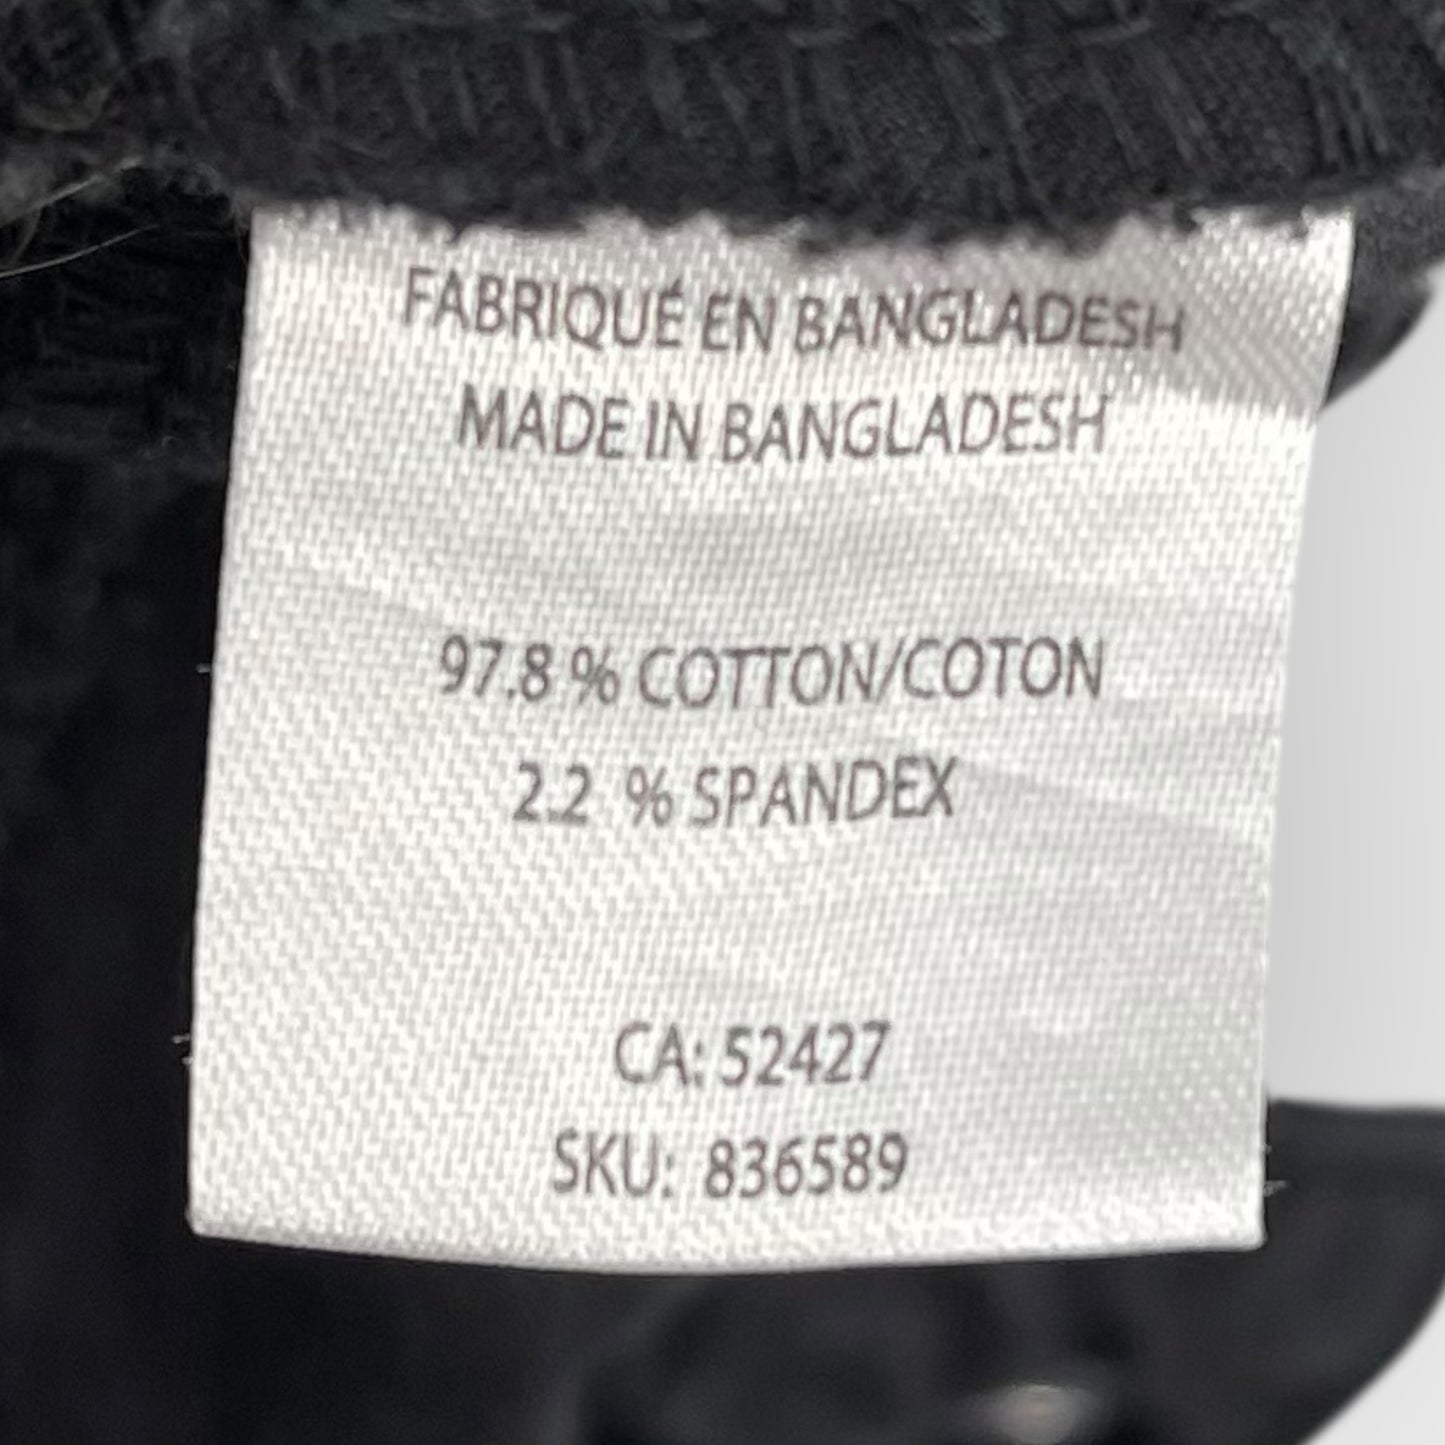 FABRIQUÉ EN BANGLADESH
MADE IN BANGLADESH
97.8 % COTTON/COTON
2.2 % SPANDEX
CA: 52427
SKU: 836589